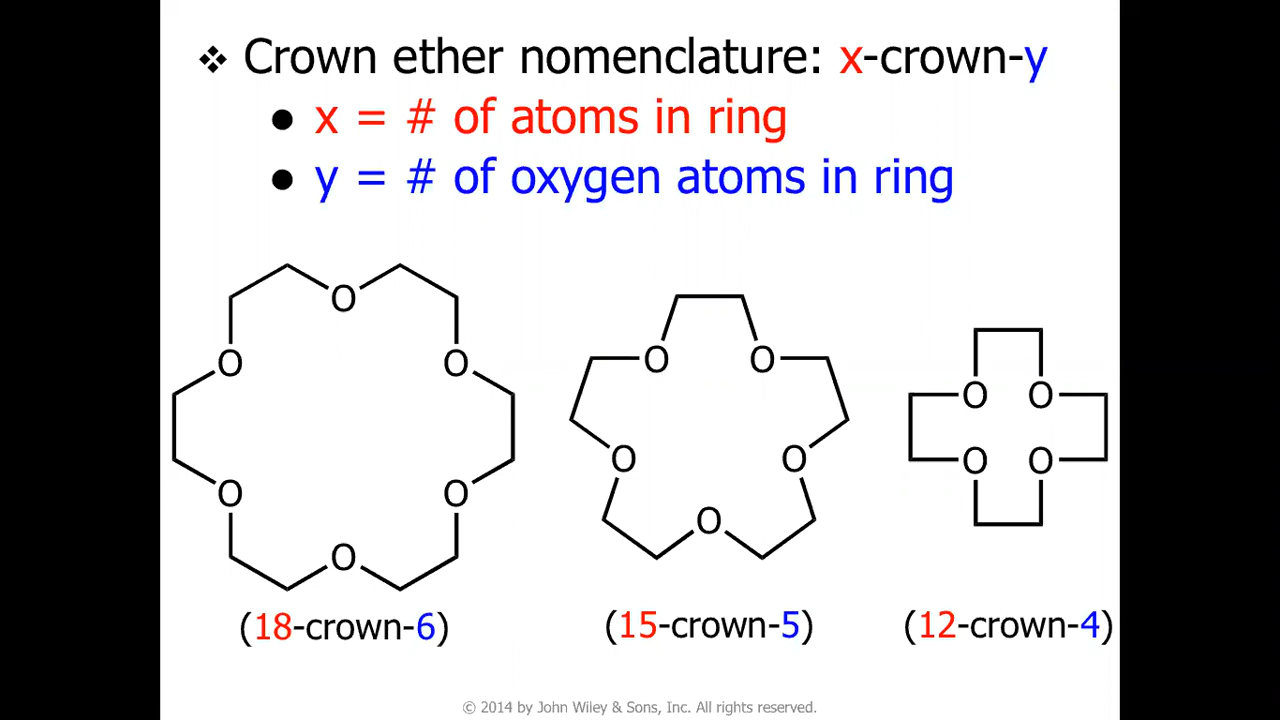 ❖ Crown ether nomenclature: x-crown-y
● x = # of atoms in ring
● y = # of oxygen atoms in ring
O
O O
O O
O
O O
O O
O
O O
O O
(18-crown-6)
(15-crown-5)
(12-crown-4)
© 2014 by John Wiley & Sons, Inc. All rights reserved.